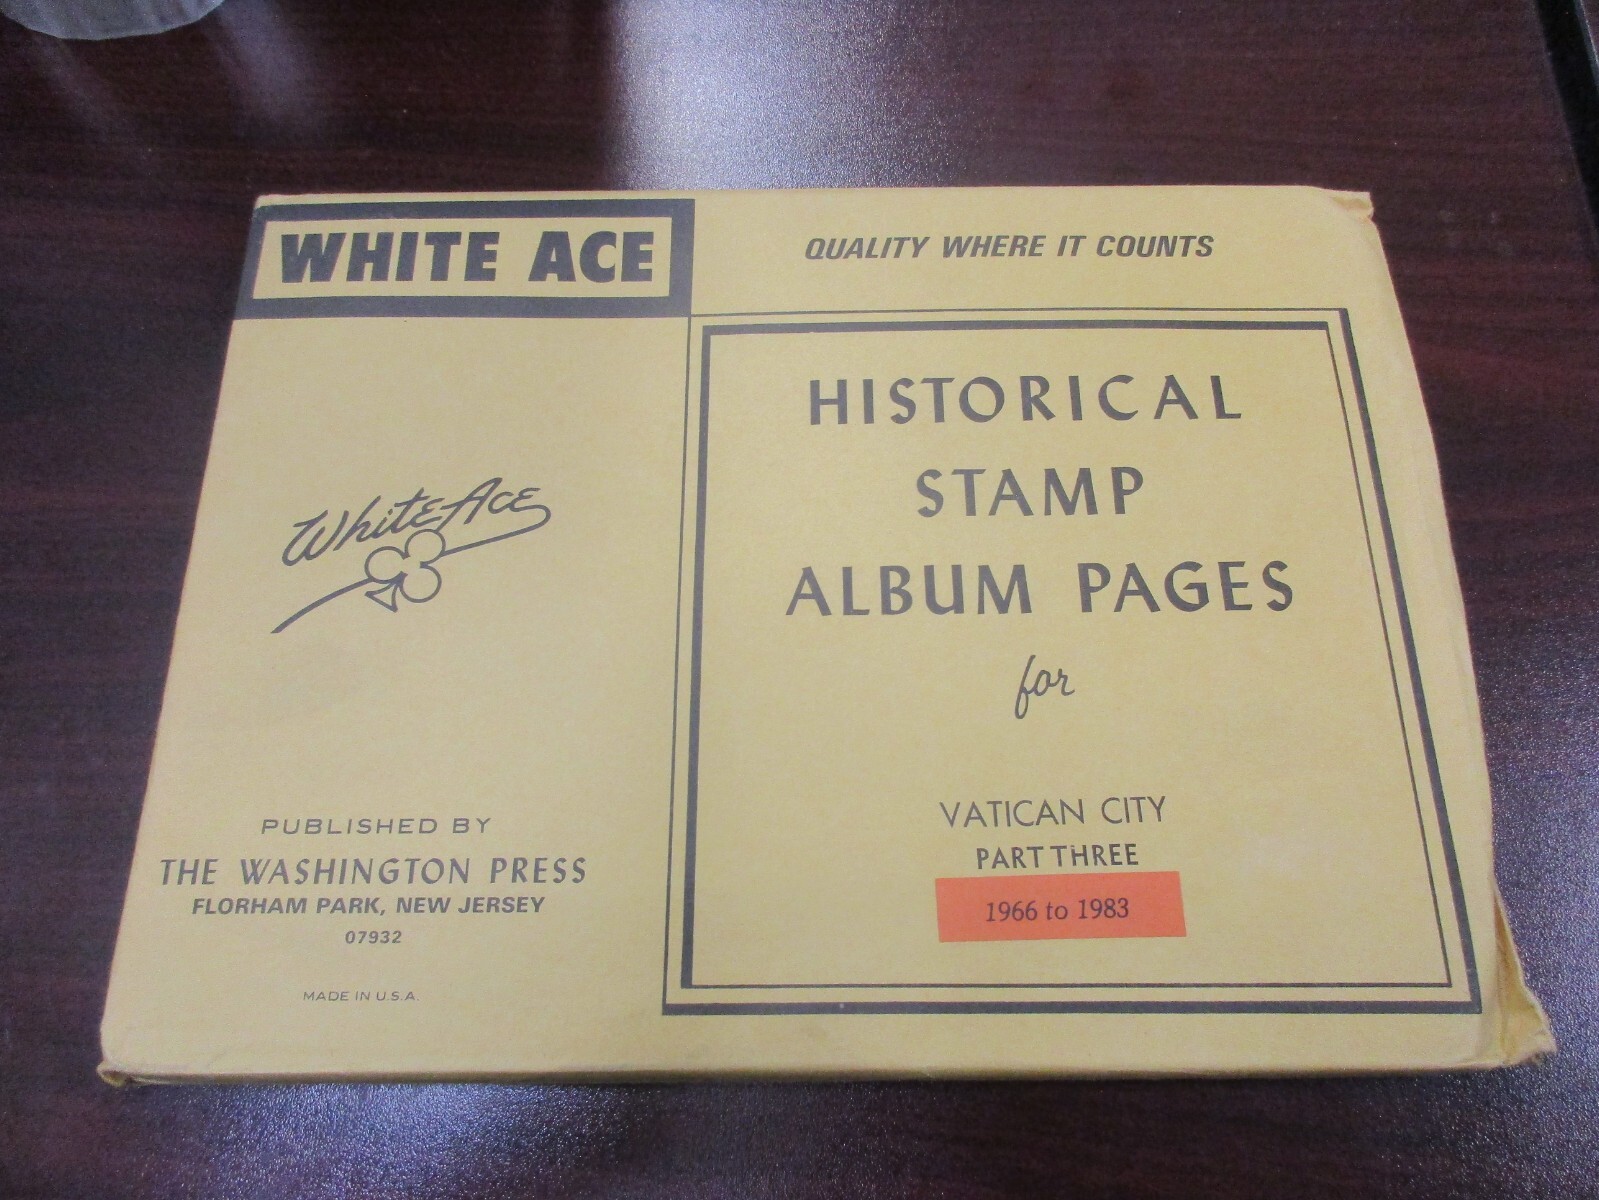 WHITE ACE
QUALITY WHERE IT COUNTS
White Ace
PUBLISHED BY
THE WASHINGTON PRESS
FLORHAM PARK, NEW JERSEY
07932
MADE IN U.S.A.
HISTORICAL
STAMP
ALBUM PAGES
for
VATICAN CITY
PART THREE
1966 to 1983